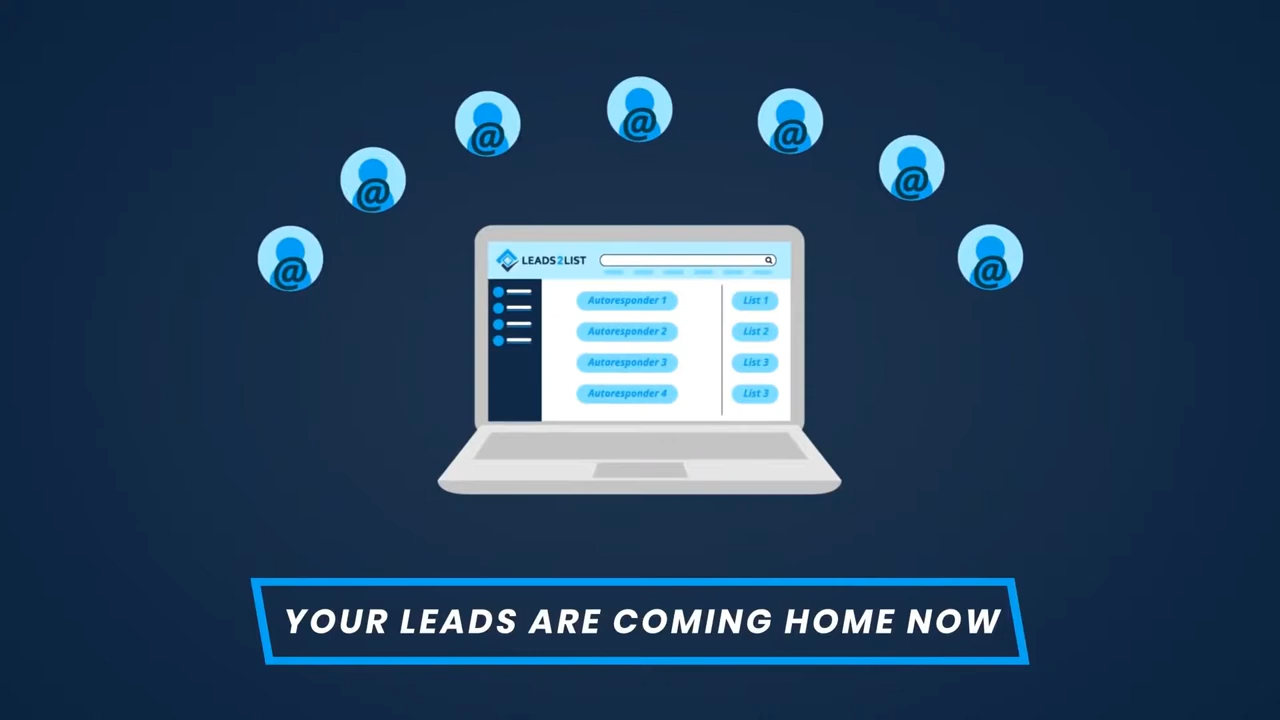 @
@
@
@
@
@
@
LEADS2LIST
Autoresponder 1 List 1
Autoresponder 2 List 2
Autoresponder 3 List 3
Autoresponder 4 List 3
YOUR LEADS ARE COMING HOME NOW